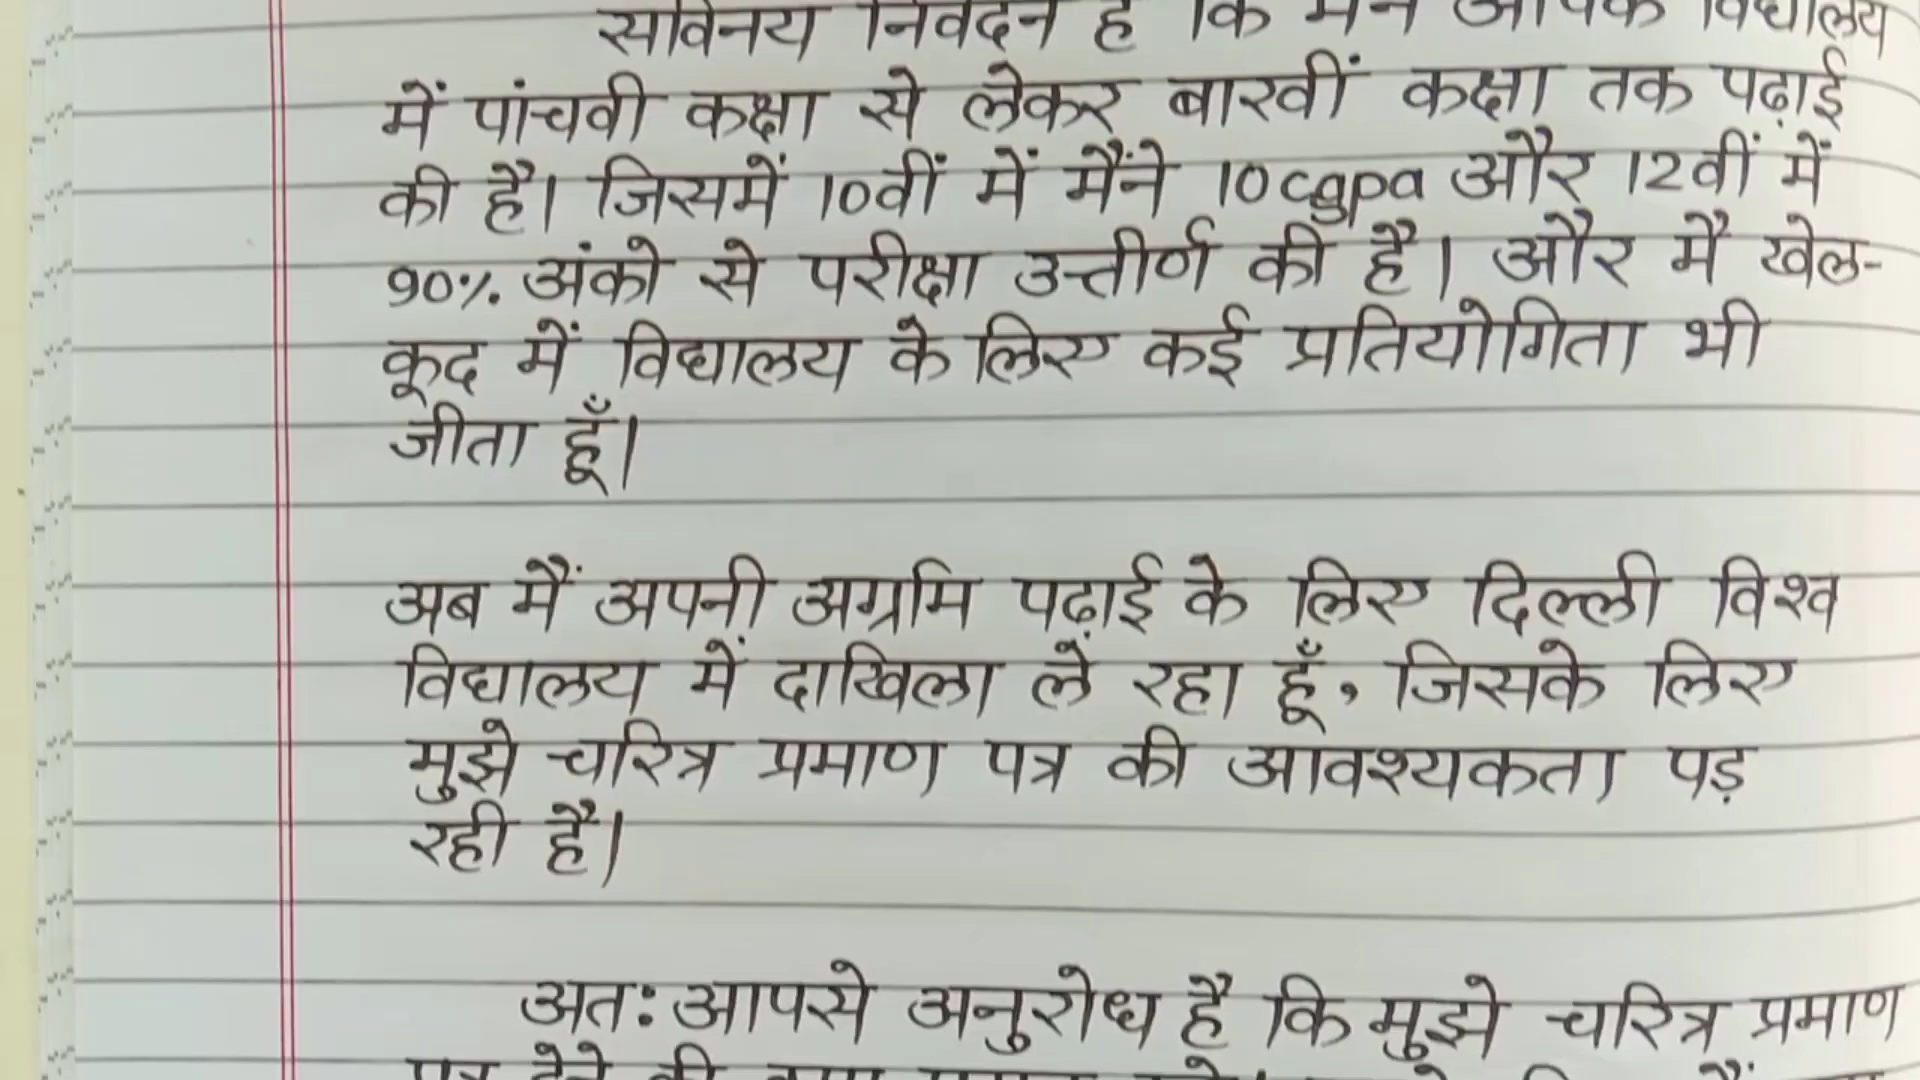 सविनय निवेदन है कि मैने आपके विद्यालय
में पांचवी कक्षा से लेकर बारवीं कक्षा तक पढ़ाई
की है। जिसमें 10वीं में मैंने 10cgpa और 12वीं में
90%. अंको से परीक्षा उत्तीर्ण की है। और मै खेल-
कूद में विद्यालय के लिए कई प्रतियोगिता भी
जीता हूँ।
अब मैं अपनी अग्रमि पढ़ाई के लिए दिल्ली विश्व
विद्यालय में दाखिला लें रहा हूँ, जिसके लिए
मुझे चरित्र प्रमाण पत्र की आवश्यकता पड़
रही है।
अत: आपसे अनुरोध है कि मुझे चरित्र प्रमाण
पत्र देने की